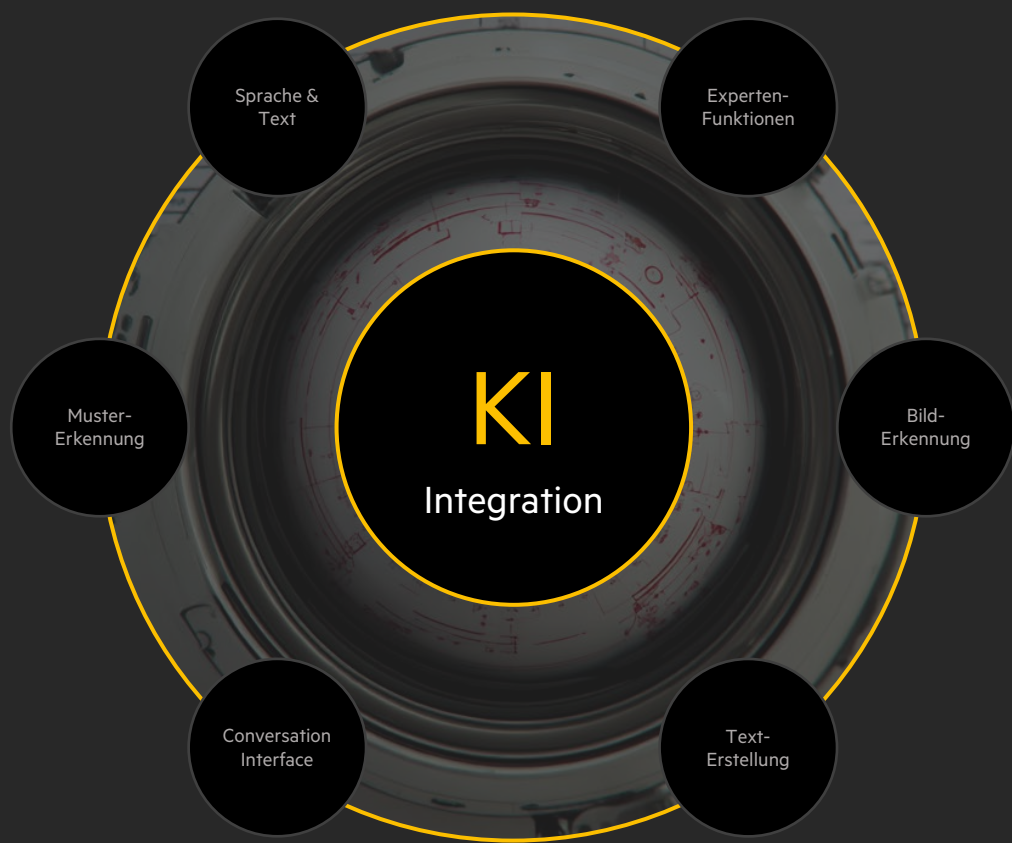 Sprache &
Text
Experten-
Funktionen
Muster-
Erkennung
KI
Integration
Bild-
Erkennung
Conversation
Interface
Text-
Erstellung